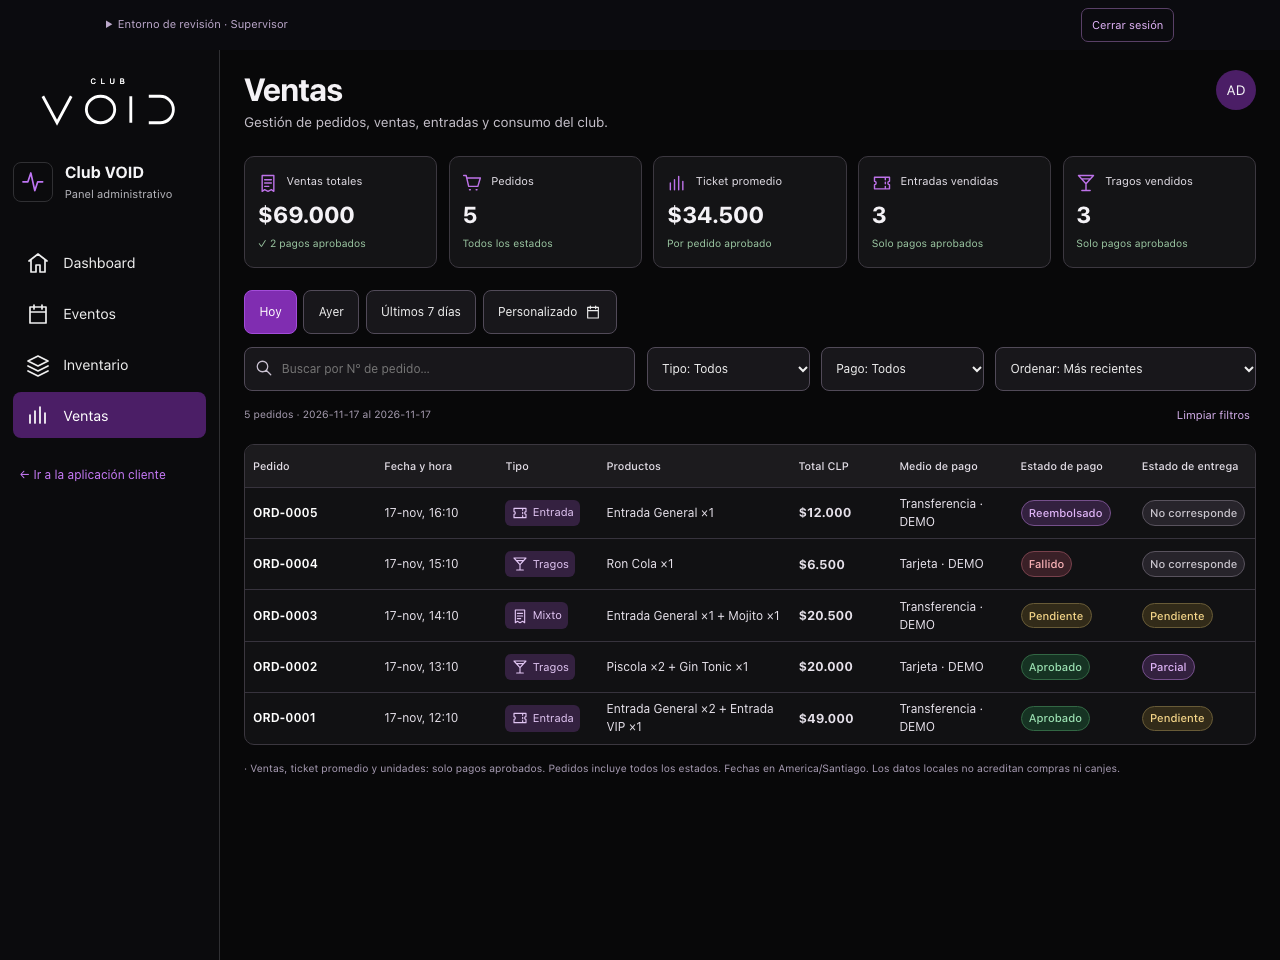 ▶ Entorno de revisión · Supervisor
Cerrar sesión
CLUB
VOID
Club VOID
Panel administrativo
Dashboard
Eventos
Inventario
Ventas
← Ir a la aplicación cliente
Ventas
AD
Gestión de pedidos, ventas, entradas y consumo del club.
Ventas totales
$69.000
✓ 2 pagos aprobados
Pedidos
5
Todos los estados
Ticket promedio
$34.500
Por pedido aprobado
Entradas vendidas
3
Solo pagos aprobados
Tragos vendidos
3
Solo pagos aprobados
Hoy
Ayer
Últimos 7 días
Personalizado
Buscar por N° de pedido...
Tipo: Todos
Pago: Todos
Ordenar: Más recientes
5 pedidos · 2026-11-17 al 2026-11-17
Limpiar filtros
Pedido Fecha y hora Tipo Productos Total CLP Medio de pago Estado de pago Estado de entrega
ORD-0005 17-nov, 16:10 Entrada Entrada General ×1 $12.000 Transferencia · DEMO Reembolsado No corresponde
ORD-0004 17-nov, 15:10 Tragos Ron Cola ×1 $6.500 Tarjeta · DEMO Fallido No corresponde
ORD-0003 17-nov, 14:10 Mixto Entrada General ×1 + Mojito ×1 $20.500 Transferencia · DEMO Pendiente Pendiente
ORD-0002 17-nov, 13:10 Tragos Piscola ×2 + Gin Tonic ×1 $20.000 Tarjeta · DEMO Aprobado Parcial
ORD-0001 17-nov, 12:10 Entrada Entrada General ×2 + Entrada VIP ×1 $49.000 Transferencia · DEMO Aprobado Pendiente
· Ventas, ticket promedio y unidades: solo pagos aprobados. Pedidos incluye todos los estados. Fechas en America/Santiago. Los datos locales no acreditan compras ni canjes.